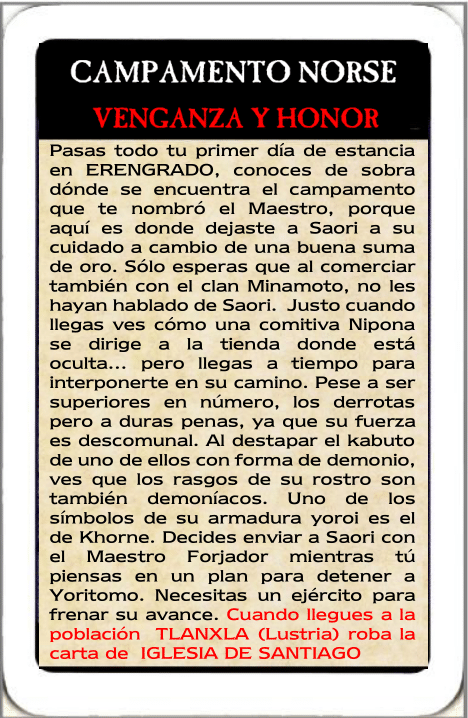 CAMPAMENTO NORSE
VENGANZA Y HONOR
Pasas todo tu primer día de estancia
en ERENGRADO, conoces de sobra
dónde se encuentra el campamento
que te nombró el Maestro, porque
aquí es donde dejaste a Saori a su
cuidado a cambio de una buena suma
de oro. Sólo esperas que al comerciar
también con el clan Minamoto, no les
hayan hablado de Saori. Justo cuando
llegas ves cómo una comitiva Nipona
se dirige a la tienda donde está
oculta... pero llegas a tiempo para
interponerte en su camino. Pese a ser
superiores en número, los derrotas
pero a duras penas, ya que su fuerza
es descomunal. Al destapar el kabuto
de uno de ellos con forma de demonio,
ves que los rasgos de su rostro son
también demoníacos. Uno de los
símbolos de su armadura yoroi es el
de Khorne. Decides enviar a Saori con
el Maestro Forjador mientras tú
piensas en un plan para detener a
Yoritomo. Necesitas un ejército para
frenar su avance. Cuando llegues a la
población TLANXLA (Lustria) roba la
carta de IGLESIA DE SANTIAGO